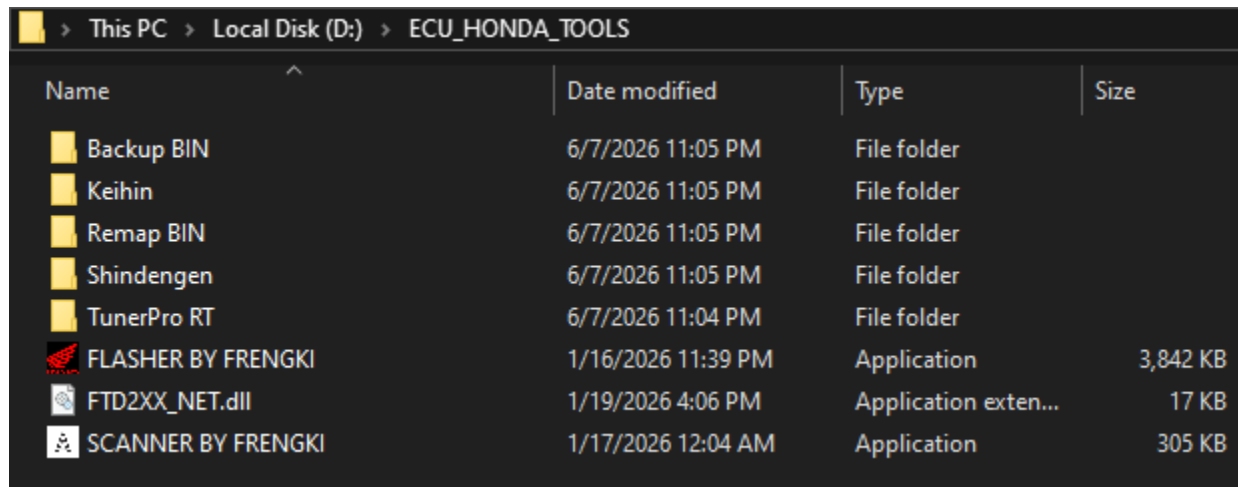 This PC > Local Disk (D:) > ECU_HONDA_TOOLS
Name Date modified Type Size
Backup BIN 6/7/2026 11:05 PM File folder
Keihin 6/7/2026 11:05 PM File folder
Remap BIN 6/7/2026 11:05 PM File folder
Shindengen 6/7/2026 11:05 PM File folder
TunerPro RT 6/7/2026 11:04 PM File folder
FLASHER BY FRENGKI 1/16/2026 11:39 PM Application 3,842 KB
FTD2XX_NET.dll 1/19/2026 4:06 PM Application exten... 17 KB
SCANNER BY FRENGKI 1/17/2026 12:04 AM Application 305 KB